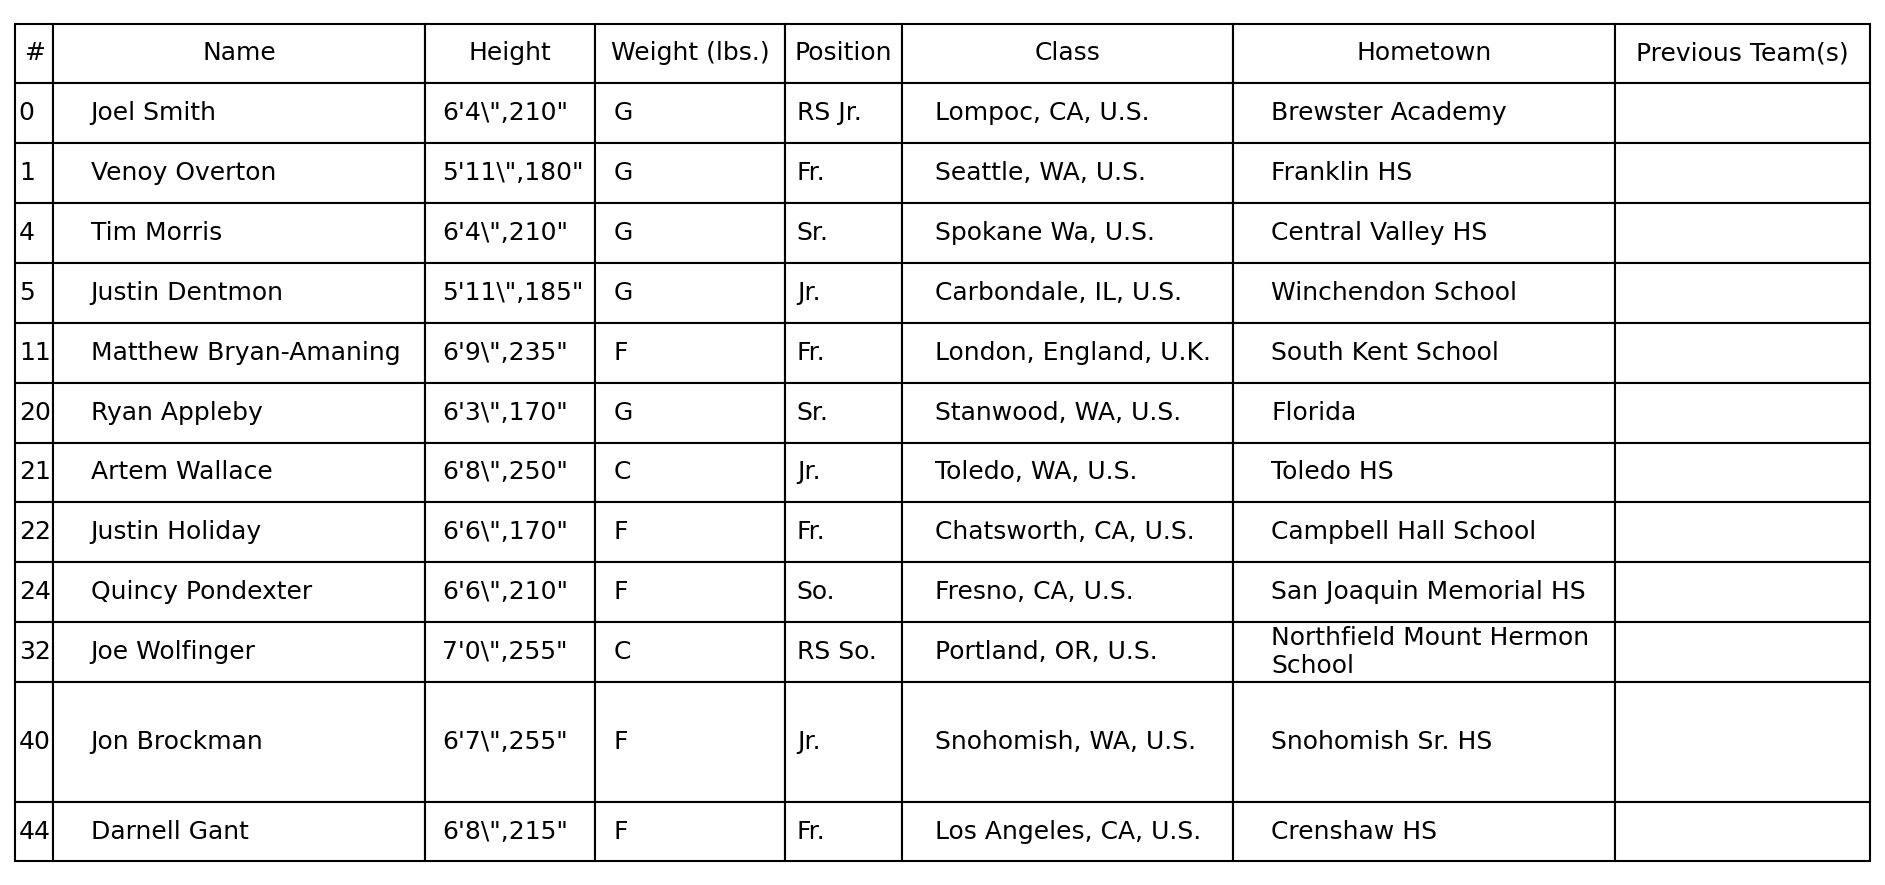 # Name Height Weight (lbs.) Position Class Hometown Previous Team(s)
0 Joel Smith 6'4\",210" G RS Jr. Lompoc, CA, U.S. Brewster Academy
1 Venoy Overton 5'11\",180" G Fr. Seattle, WA, U.S. Franklin HS
4 Tim Morris 6'4\",210" G Sr. Spokane Wa, U.S. Central Valley HS
5 Justin Dentmon 5'11\",185" G Jr. Carbondale, IL, U.S. Winchendon School
11 Matthew Bryan-Amaning 6'9\",235" F Fr. London, England, U.K. South Kent School
20 Ryan Appleby 6'3\",170" G Sr. Stanwood, WA, U.S. Florida
21 Artem Wallace 6'8\",250" C Jr. Toledo, WA, U.S. Toledo HS
22 Justin Holiday 6'6\",170" F Fr. Chatsworth, CA, U.S. Campbell Hall School
24 Quincy Pondexter 6'6\",210" F So. Fresno, CA, U.S. San Joaquin Memorial HS
32 Joe Wolfinger 7'0\",255" C RS So. Portland, OR, U.S. Northfield Mount Hermon
School
40 Jon Brockman 6'7\",255" F Jr. Snohomish, WA, U.S. Snohomish Sr. HS
44 Darnell Gant 6'8\",215" F Fr. Los Angeles, CA, U.S. Crenshaw HS